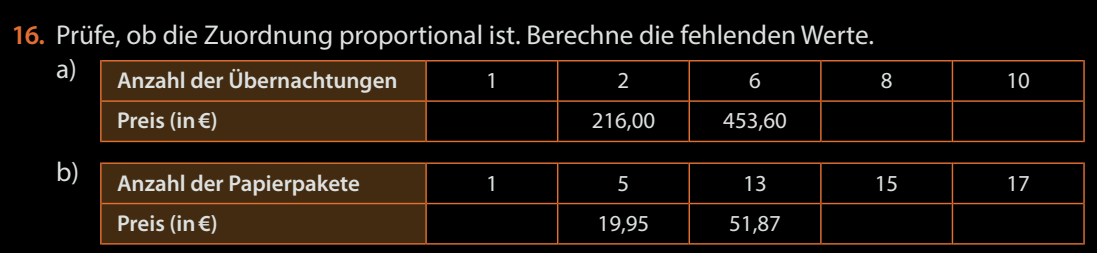 16. Prüfe, ob die Zuordnung proportional ist. Berechne die fehlenden Werte.
a)
Anzahl der Übernachtungen 1 2 6 8 10
Preis (in €) 216,00 453,60
b)
Anzahl der Papierpakete 1 5 13 15 17
Preis (in €) 19,95 51,87